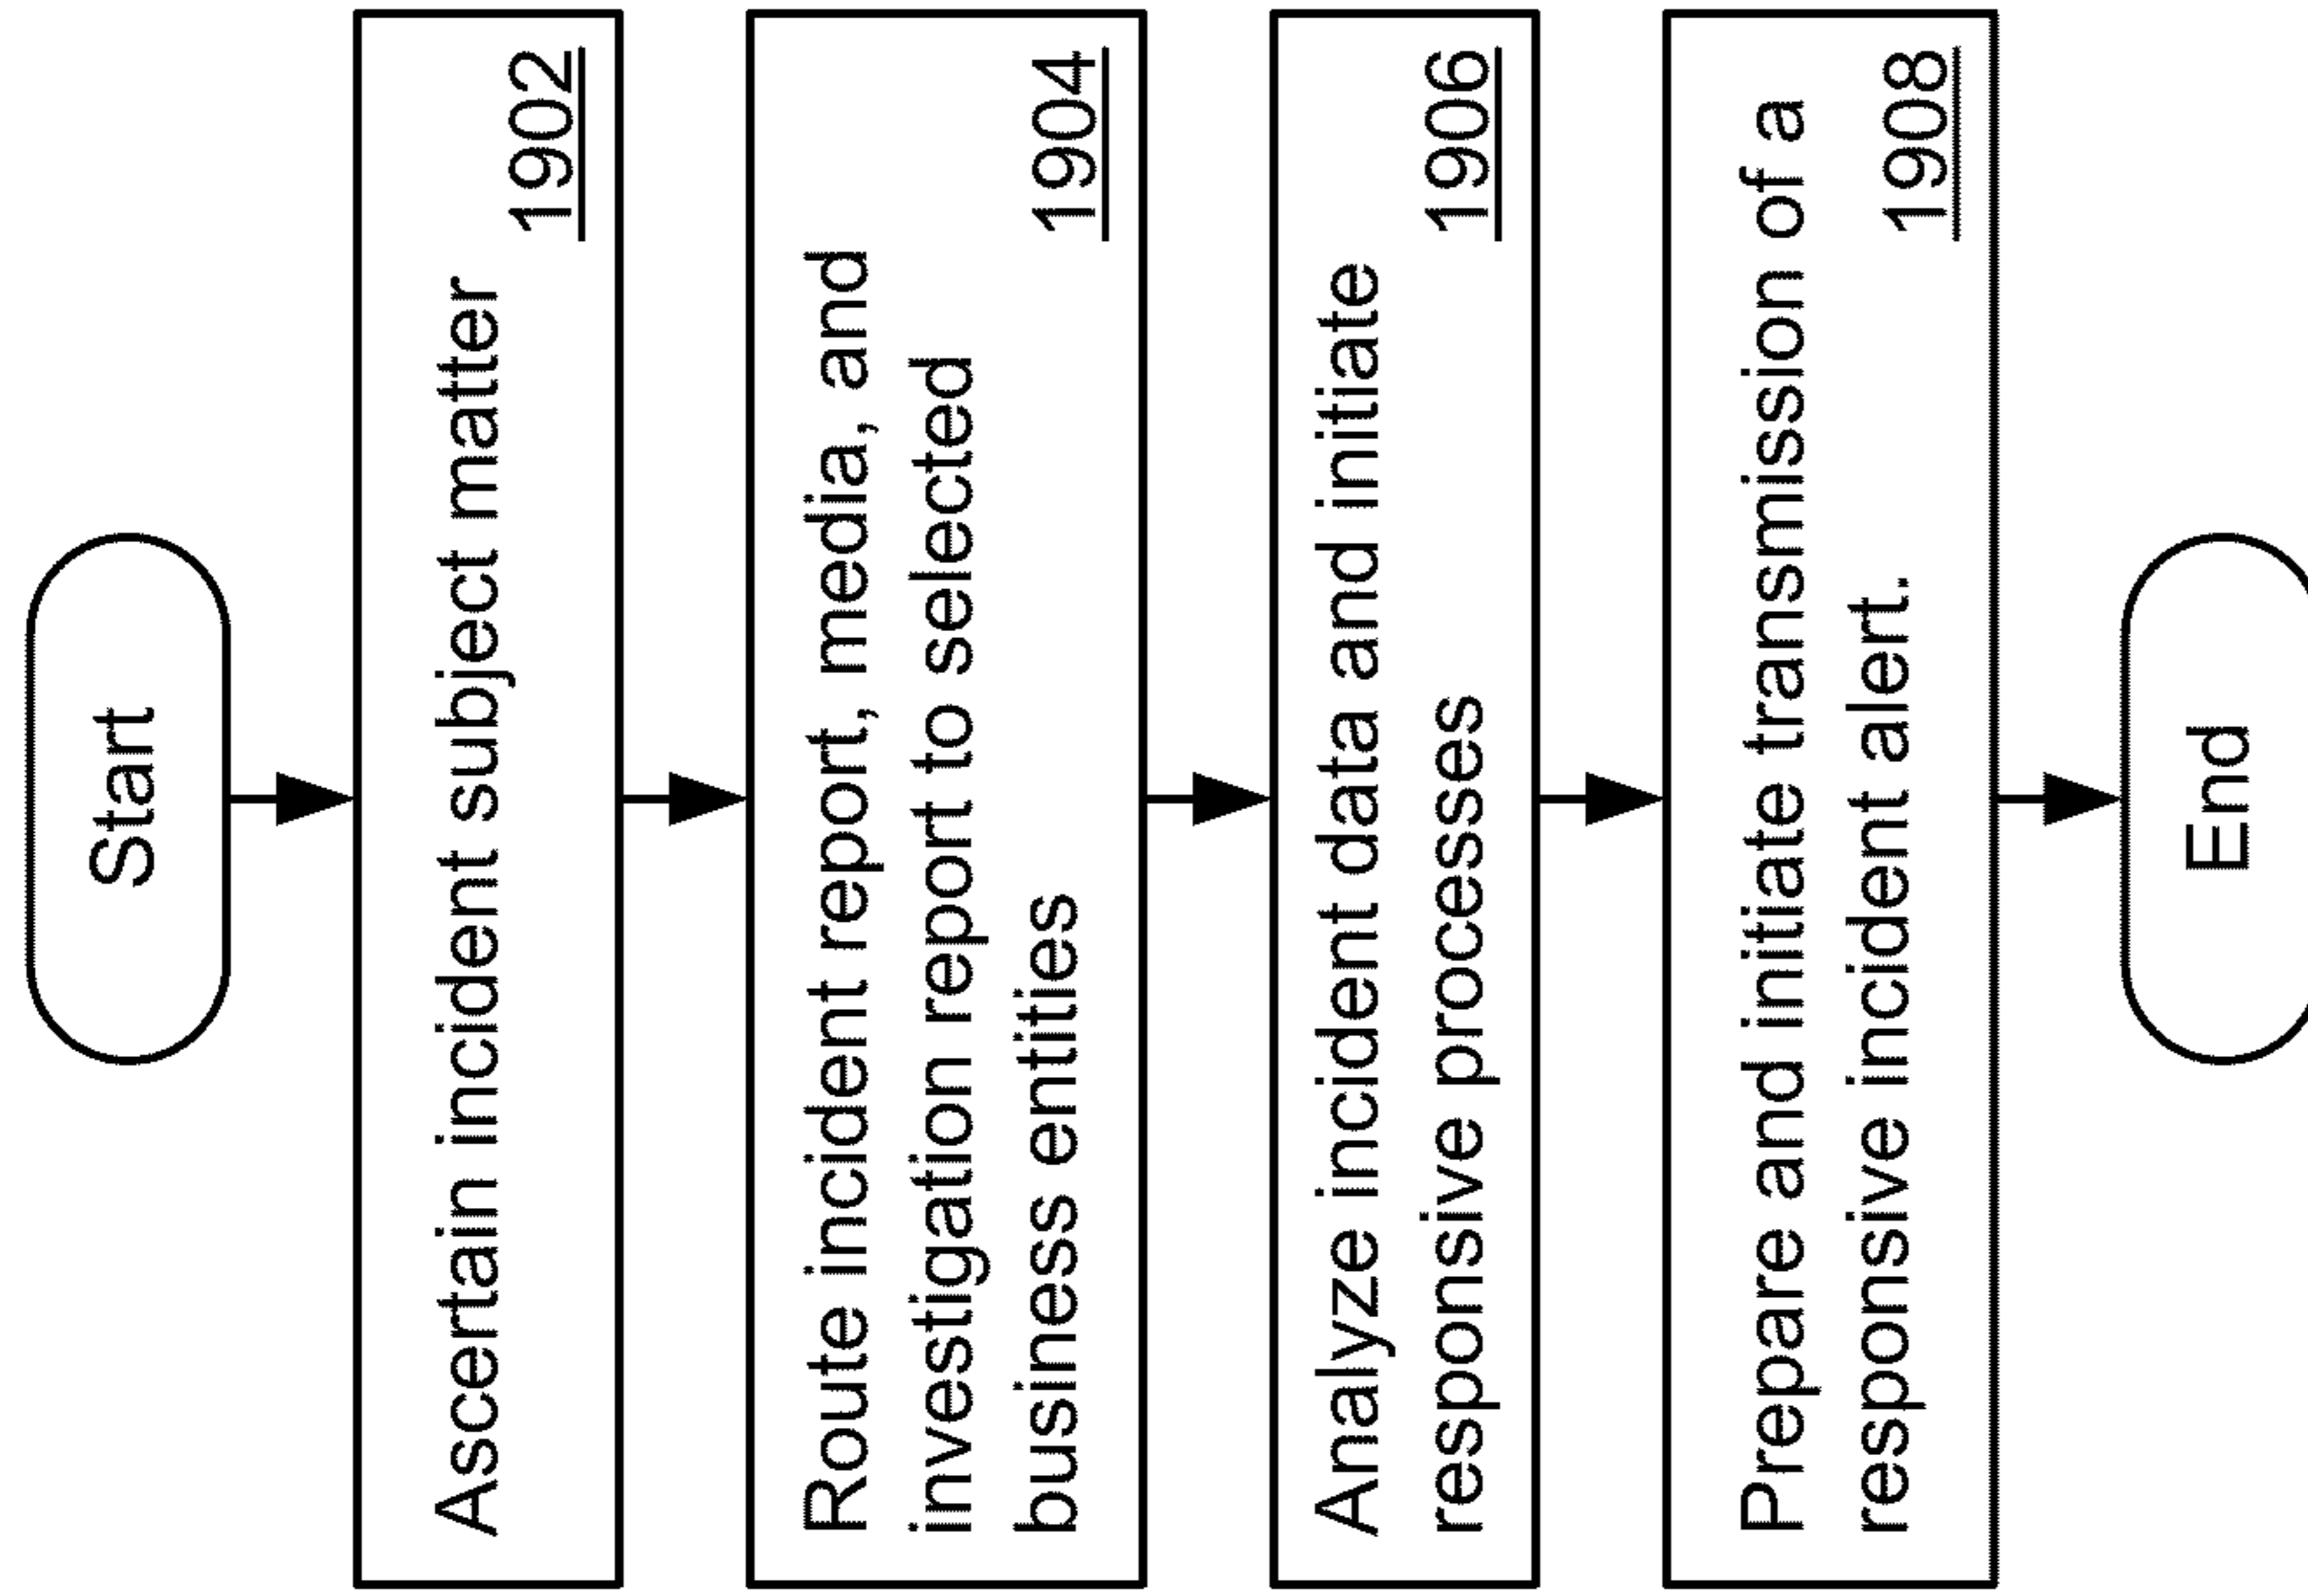 Start
Ascertain incident subject matter
1902
Route incident report, media, and
investigation report to selected
business entities
1904
Analyze incident data and initiate
responsive processes
1906
Prepare and initiate transmission of a
responsive incident alert.
1908
End